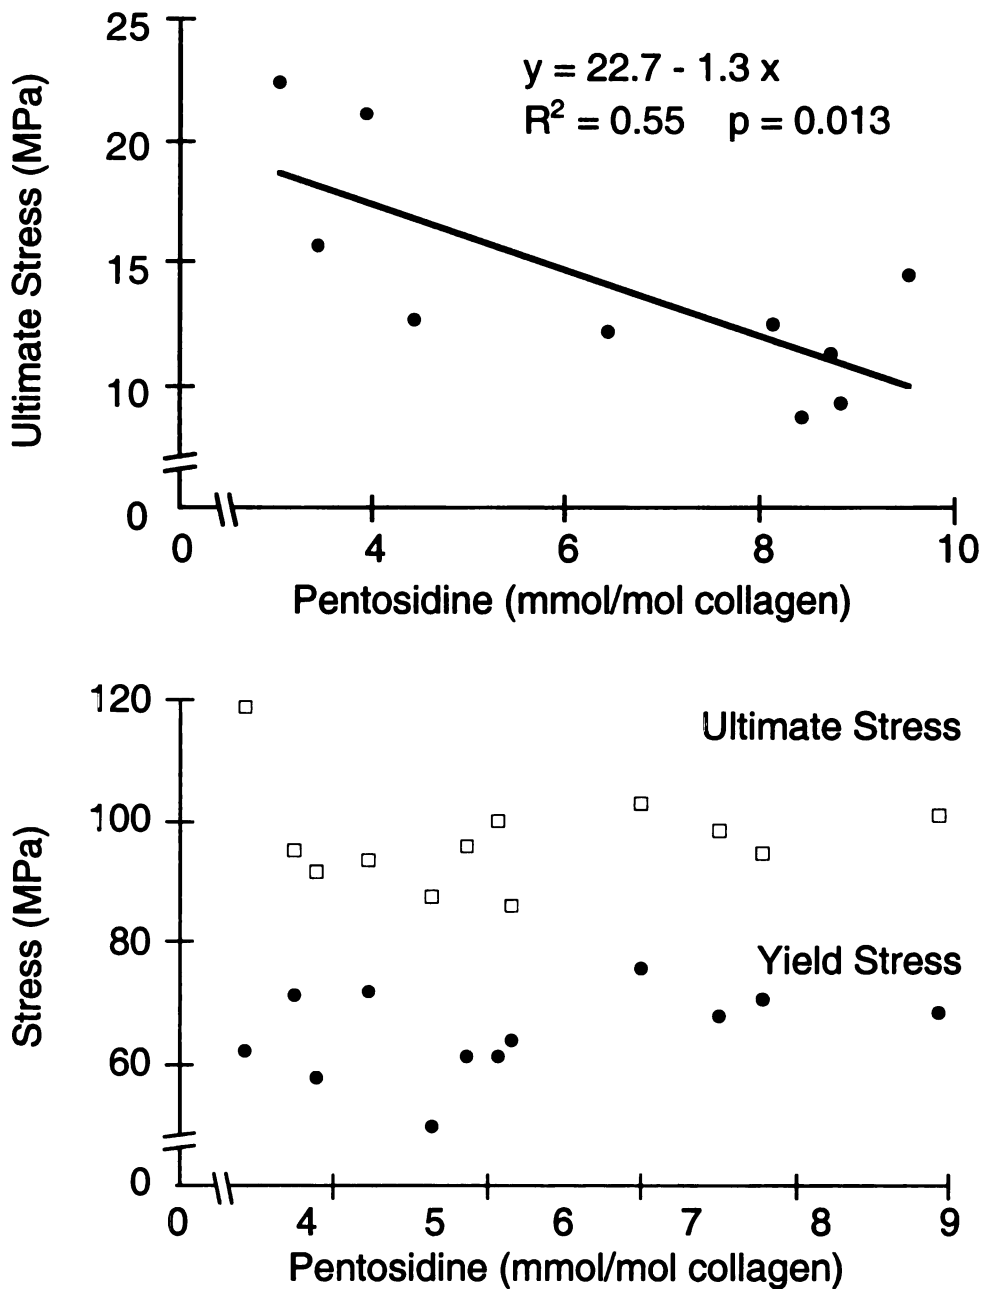 25
20
15
10
0
Ultimate Stress (MPa)
y = 22.7 - 1.3 x
R² = 0.55 p = 0.013
0 4 6 8 10
Pentosidine (mmol/mol collagen)
120
100
80
60
0
Stress (MPa)
Ultimate Stress
Yield Stress
0 4 5 6 7 8 9
Pentosidine (mmol/mol collagen)